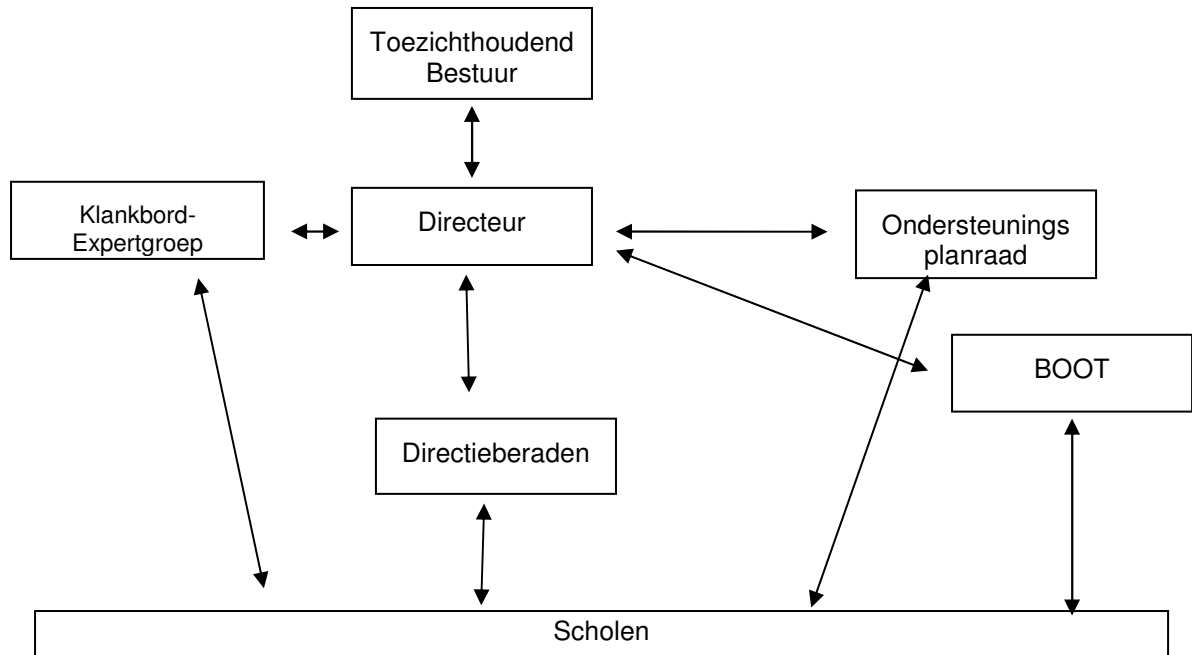 Toezichthoudend
Bestuur
Klankbord-
Expertgroep
Directeur
Ondersteunings
planraad
BOOT
Directieberaden
Scholen